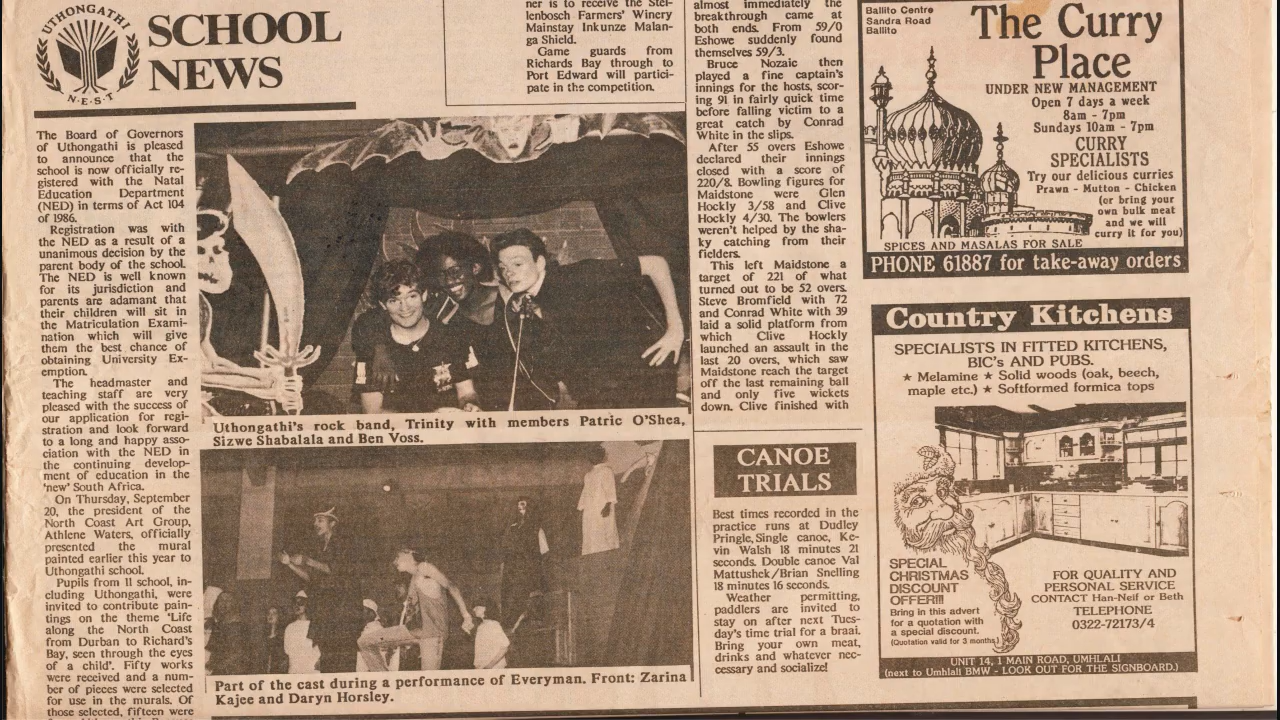 UTHONGATHI
N·E·S·T
SCHOOL
NEWS
The Board of Governors
of Uthongathi is pleased
to announce that the
school is now officially re-
gistered with the Natal
Education Department
(NED) in terms of Act 104
of 1986.
Registration was with
the NED as a result of a
unanimous decision by the
parent body of the school.
The NED is well known
for its jurisdiction and
parents are adamant that
their children will sit in
the Matriculation Exami-
nation which will give
them the best chance of
obtaining University Ex-
emption.
The headmaster and
teaching staff are very
pleased with the success of
our application for regi-
stration and look forward
to a long and happy asso-
ciation with the NED in
the continuing develop-
ment of education in the
'new' South Africa.
On Thursday, September
20, the president of the
North Coast Art Group,
Athlene Waters, officially
presented the mural
painted earlier this year to
Uthongathi school.
Pupils from 11 school, in-
cluding Uthongathi, were
invited to contribute pain-
tings on the theme 'Life
along the North Coast
from Durban to Richard's
Bay, seen through the eyes
of a child'. Fifty works
were received and a num-
ber of pieces were selected
for use in the murals. Of
those selected, fifteen were
ner is to receive the Stel-
lenbosch Farmers' Winery
Mainstay Inkunze Malan-
ga Shield.
Game guards from
Richards Bay through to
Port Edward will partici-
pate in the competition.
Uthongathi's rock band, Trinity with members Patric O'Shea,
Sizwe Shabalala and Ben Voss.
Part of the cast during a performance of Everyman. Front: Zarina
Kajee and Daryn Horsley.
almost immediately the
breakthrough came at
both ends. From 59/0
Eshowe suddenly found
themselves 59/3.
Bruce Nozaic then
played a fine captain's
innings for the hosts, scor-
ing 91 in fairly quick time
before falling victim to a
great catch by Conrad
White in the slips.
After 55 overs Eshowe
declared their innings
closed with a score of
220/8. Bowling figures for
Maidstone were Glen
Hockly 3/58 and Clive
Hockly 4/30. The bowlers
weren't helped by the sha-
ky catching from their
fielders.
This left Maidstone a
target of 221 of what
turned out to be 52 overs.
Steve Bromfield with 72
and Conrad White with 39
laid a solid platform from
which Clive Hockly
launched an assault in the
last 20 overs, which saw
Maidstone reach the target
off the last remaining ball
and only five wickets
down. Clive finished with
CANOE
TRIALS
Best times recorded in the
practice runs at Dudley
Pringle, Single canoe, Ke-
vin Walsh 18 minutes 21
seconds. Double canoe Val
Mattushek/Brian Snelling
18 minutes 16 seconds.
Weather permitting,
paddlers are invited to
stay on after next Tues-
day's time trial for a braai.
Bring your own meat,
drinks and whatever nec-
cessary and socialize!
Ballito Centre
Sandra Road
Ballito
The Curry
Place
UNDER NEW MANAGEMENT
Open 7 days a week
8am - 7pm
Sundays 10am - 7pm
CURRY
SPECIALISTS
Try our delicious curries
Prawn - Mutton - Chicken
(or bring your
own bulk meat
and we will
curry it for you)
SPICES AND MASALAS FOR SALE
PHONE 61887 for take-away orders
Country Kitchens
SPECIALISTS IN FITTED KITCHENS,
BIC's AND PUBS.
★ Melamine ★ Solid woods (oak, beech,
maple etc.) ★ Softformed formica tops
SPECIAL
CHRISTMAS
DISCOUNT
OFFER!!!!
Bring in this advert
for a quotation with
a special discount.
(Quotation valid for 3 months)
FOR QUALITY AND
PERSONAL SERVICE
CONTACT Han-Neif or Beth
TELEPHONE
0322-72173/4
UNIT 14, 1 MAIN ROAD, UMHLALI
(next to Umhlali BMW - LOOK OUT FOR THE SIGNBOARD.)